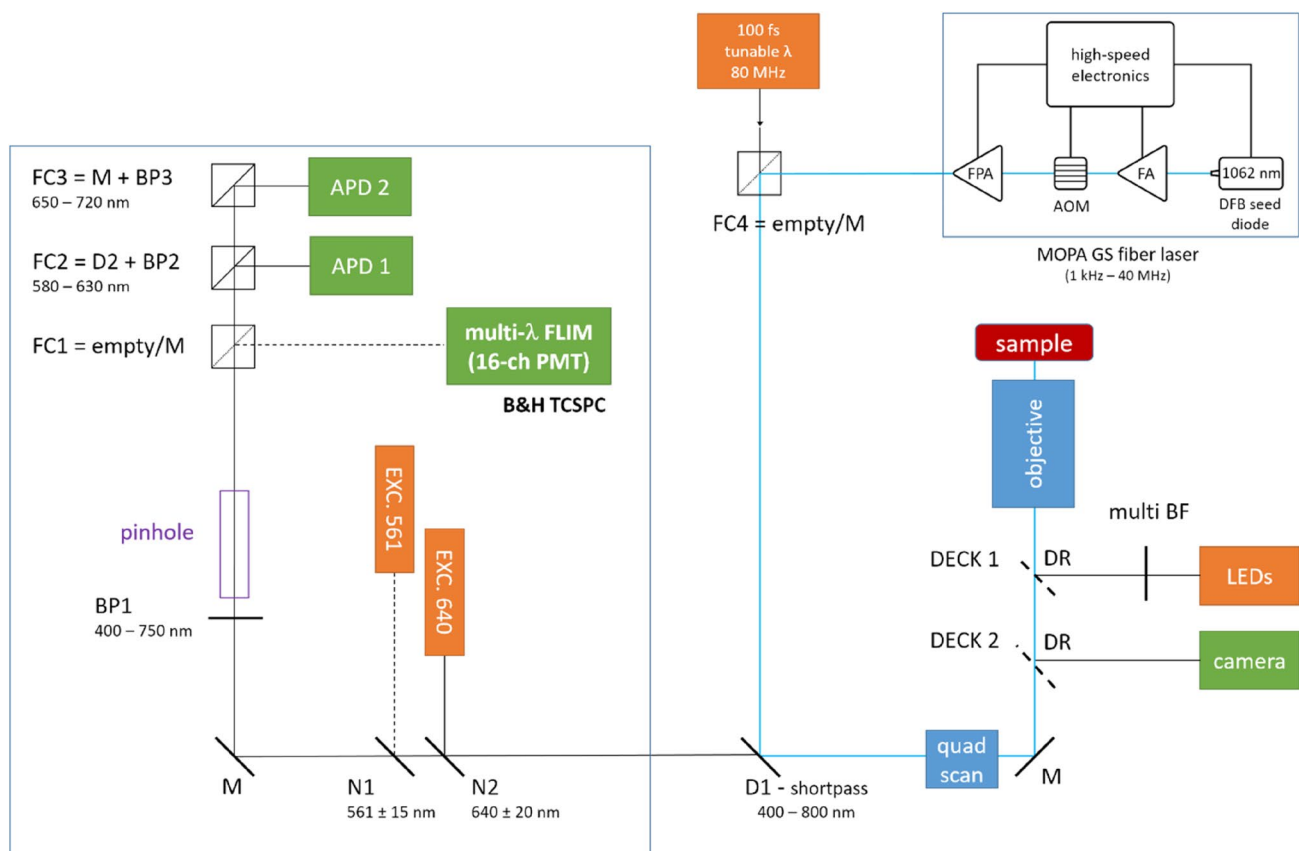 100 fs
tunable λ
80 MHz
high-speed
electronics
FPA
AOM
FA
1062 nm
DFB seed
diode
MOPA GS fiber laser
(1 kHz – 40 MHz)
FC4 = empty/M
FC3 = M + BP3
650 – 720 nm
APD 2
FC2 = D2 + BP2
580 – 630 nm
APD 1
FC1 = empty/M
multi-λ FLIM
(16-ch PMT)
B&H TCSPC
pinhole
BP1
400 – 750 nm
EXC. 561
EXC. 640
M
N1
561 ± 15 nm
N2
640 ± 20 nm
D1 - shortpass
400 – 800 nm
quad
scan
M
sample
objective
multi BF
DECK 1
DR
LEDs
DECK 2
DR
camera